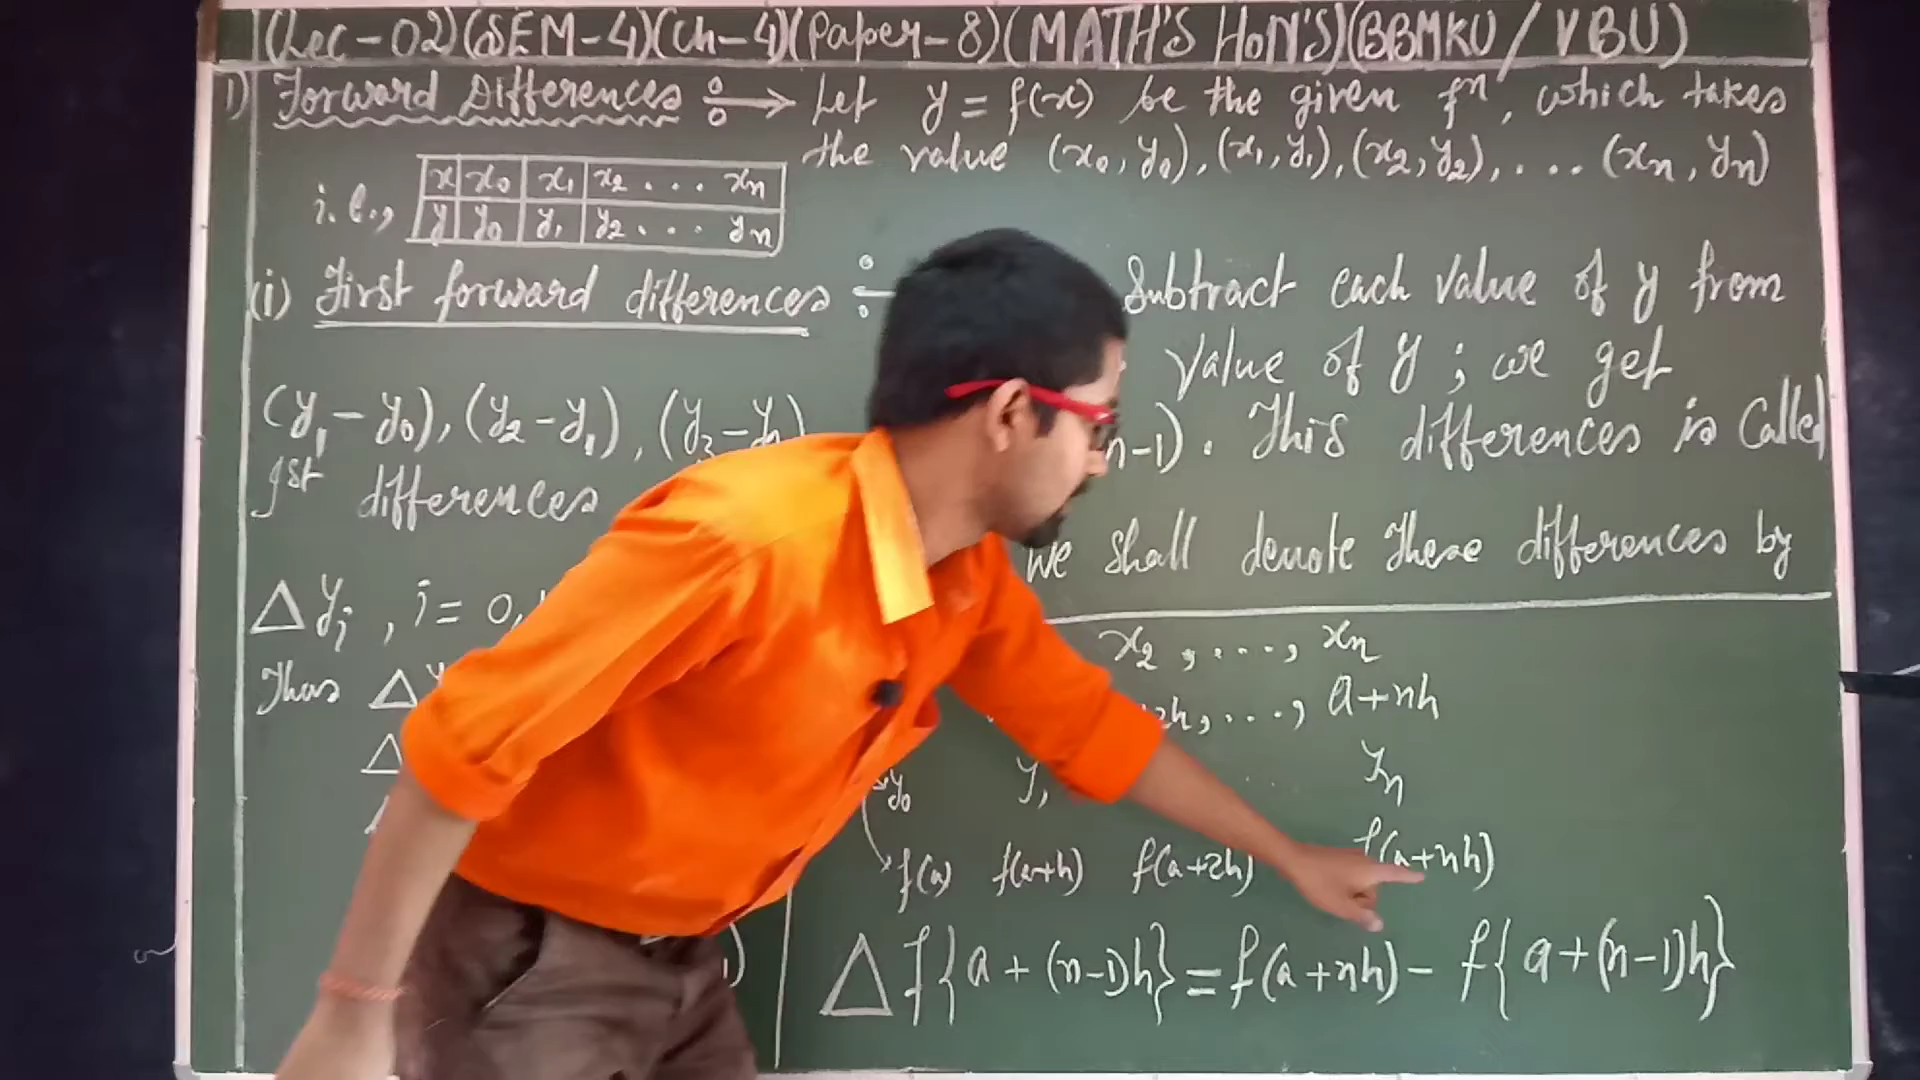 (Lec-02)(SEM-4)(Ch-4)(Paper-8)(MATH'S HoN'S)(BBMKU/VBU)
1) Forward Differences : → Let y = f(x) be the given fⁿ, which takes
the value (x₀, y₀), (x₁, y₁), (x₂, y₂), .... (xₙ, yₙ)
i.e., x x₀ x₁ x₂ ... xₙ
y y₀ y₁ y₂ ... yₙ
(i) First forward differences : Subtract each value of y from
value of y ; we get
(y₁ - y₀), (y₂ - y₁), (y₃ - y₂) n-1). This differences is Called
1st differences
we shall denote these differences by
Δyᵢ, i = 0,
Thus Δ
Δ
x₂, ..., xₙ
2h, ..., a+nh
y₀ y₁ yₙ
f(a) f(a+h) f(a+2h) f(a+nh)
Δ f{a + (n-1)h} = f(a+nh) - f{a+(n-1)h}